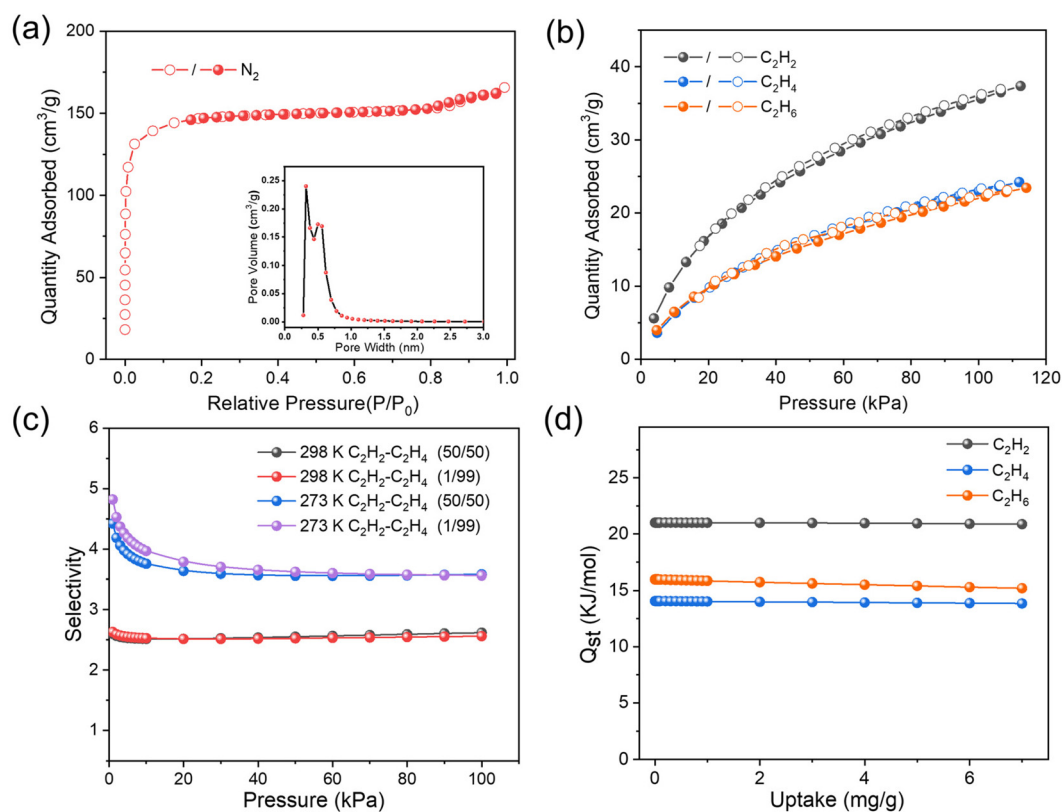 (a)
200
150
100
50
0
0.0 0.2 0.4 0.6 0.8 1.0
Quantity Adsorbed (cm³/g)
Relative Pressure(P/P₀)
/ N₂
0.25
0.20
0.15
0.10
0.05
0.00
0.0 0.5 1.0 1.5 2.0 2.5 3.0
Pore Volume (cm³/g)
Pore Width (nm)
(b)
40
30
20
10
0
0 20 40 60 80 100 120
Quantity Adsorbed (cm³/g)
Pressure (kPa)
/ C₂H₂
/ C₂H₄
/ C₂H₆
(c)
6
5
4
3
2
1
0 20 40 60 80 100
Selectivity
Pressure (kPa)
298 K C₂H₂-C₂H₄ (50/50)
298 K C₂H₂-C₂H₄ (1/99)
273 K C₂H₂-C₂H₄ (50/50)
273 K C₂H₂-C₂H₄ (1/99)
(d)
25
20
15
10
5
0
0 2 4 6
Qst (KJ/mol)
Uptake (mg/g)
C₂H₂
C₂H₄
C₂H₆